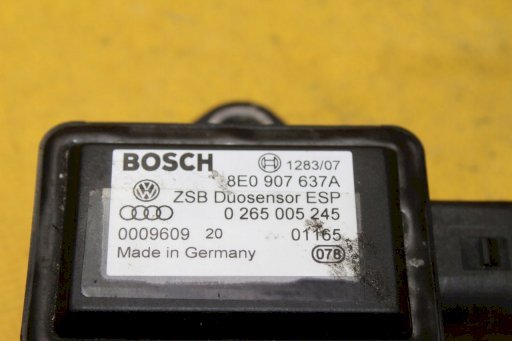 BOSCH 1283/07
8E0 907 637A
ZSB Duosensor ESP
0 265 005 245
0009609 20 01165
Made in Germany 078